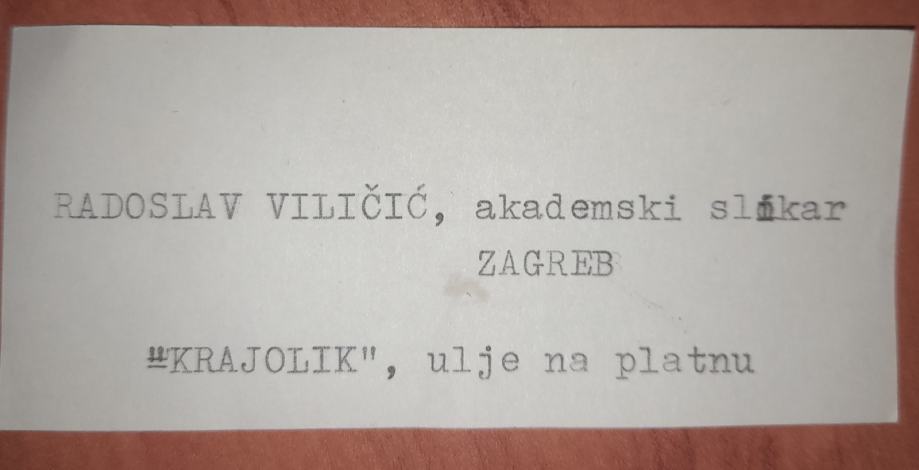 RADOSLAV VILIČIĆ, akademski slikar
ZAGREB
"KRAJOLIK", ulje na platnu